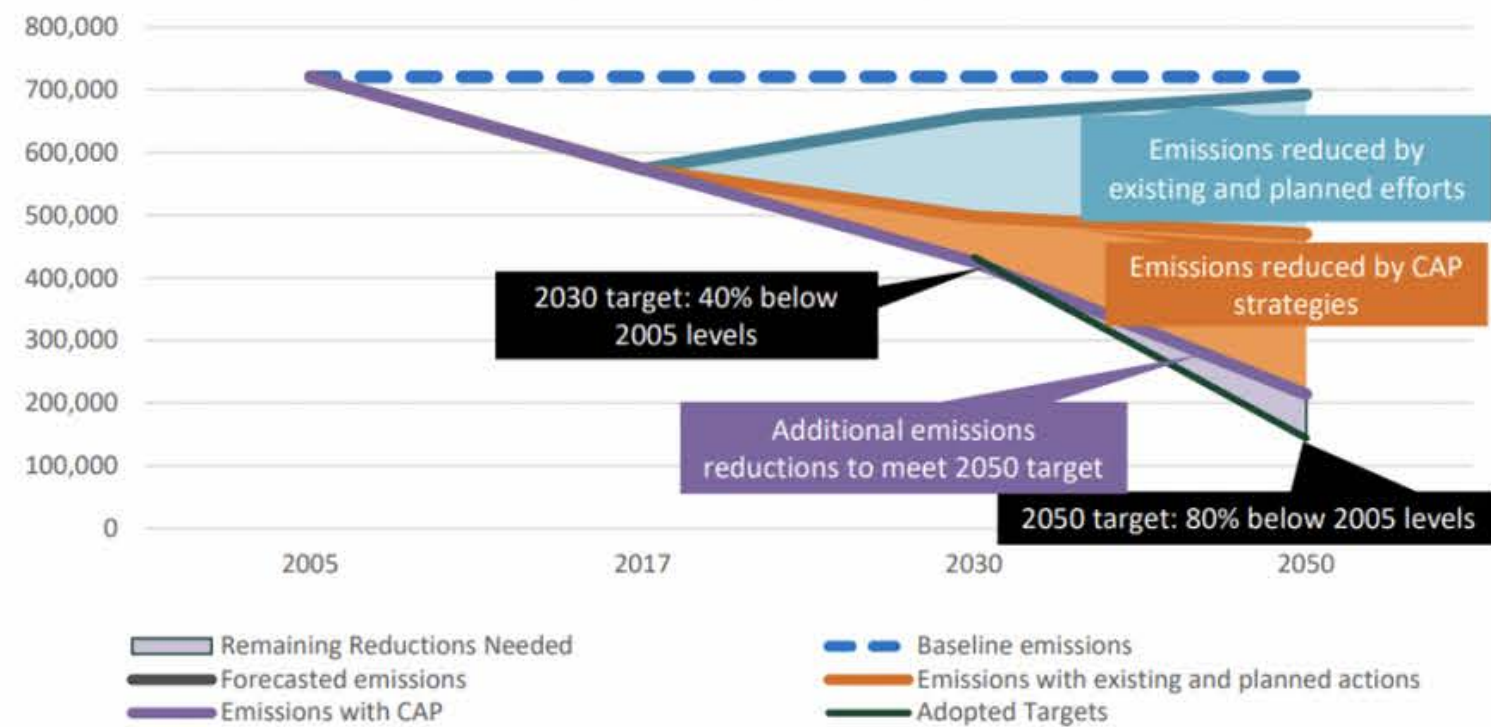 800,000
700,000
600,000
500,000
400,000
300,000
200,000
100,000
0
Emissions reduced by
existing and planned efforts
Emissions reduced by CAP
strategies
2030 target: 40% below
2005 levels
Additional emissions
reductions to meet 2050 target
2050 target: 80% below 2005 levels
2005
2017
2030
2050
Remaining Reductions Needed
Baseline emissions
Forecasted emissions
Emissions with existing and planned actions
Emissions with CAP
Adopted Targets